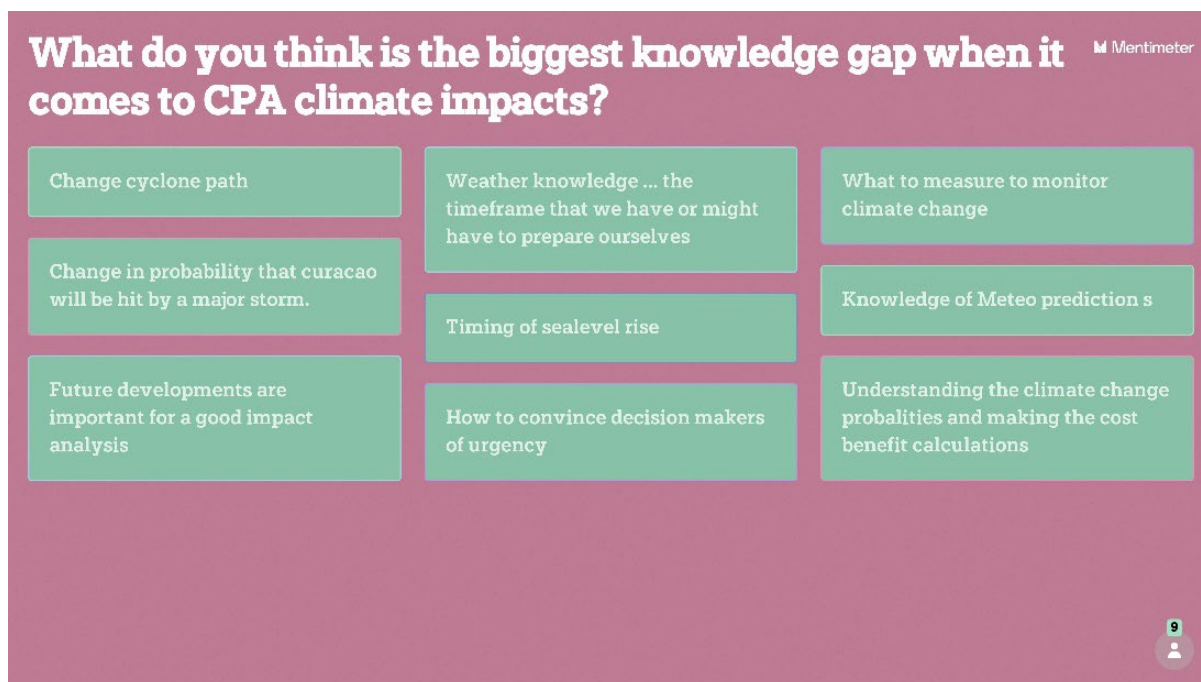 What do you think is the biggest knowledge gap when it
comes to CPA climate impacts?
Mentimeter
Change cyclone path
Change in probability that curacao
will be hit by a major storm.
Future developments are
important for a good impact
analysis
Weather knowledge ... the
timeframe that we have or might
have to prepare ourselves
Timing of sealevel rise
How to convince decision makers
of urgency
What to measure to monitor
climate change
Knowledge of Meteo prediction s
Understanding the climate change
probalities and making the cost
benefit calculations
9